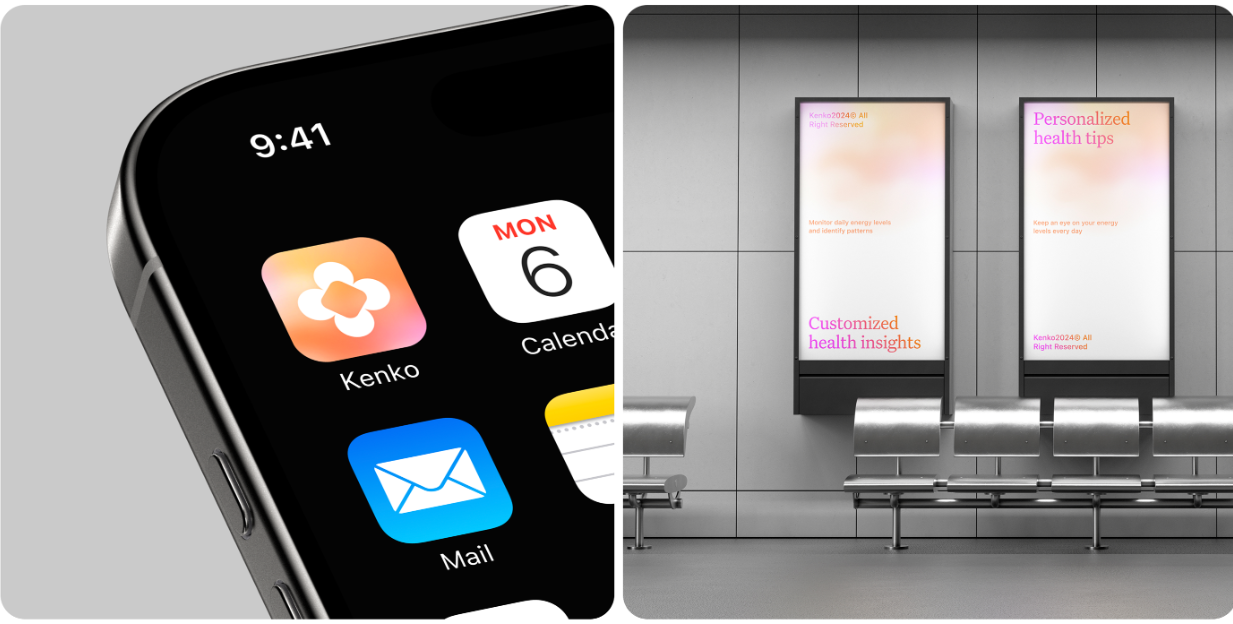 9:41
MON
6
Kenko
Calenda
Mail
Kenko2024® All
Right Reserved
Monitor daily energy levels
and identify patterns
Customized
health insights
Personalized
health tips
Keep an eye on your energy
levels every day
Kenko2024® All
Right Reserved